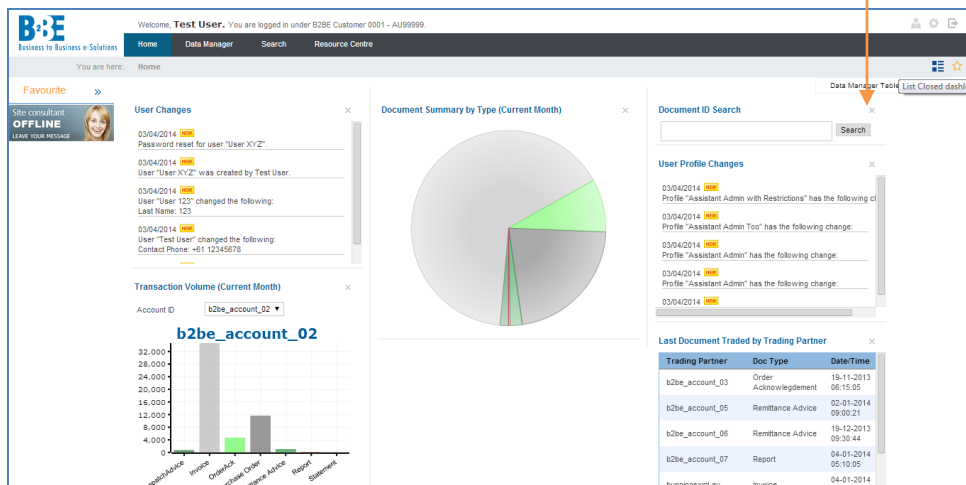 B2BE
Business to Business e-Solutions
Welcome, Test User. You are logged in under B2BE Customer 0001 - AU99999.
Home Data Manager Search Resource Centre
You are here: Home
Favourite »
Data Manager Table
List Closed dashl
Site consultant
OFFLINE
LEAVE YOUR MESSAGE
User Changes
03/04/2014 NEW
Password reset for user "User XYZ".
03/04/2014 NEW
User "User XYZ" was created by Test User.
03/04/2014 NEW
User "User 123" changed the following:
Last Name: 123
03/04/2014 NEW
User "Test User" changed the following:
Contact Phone: +61 12345678
Transaction Volume (Current Month)
Account ID b2be_account_02
b2be_account_02
32,000
28,000
24,000
20,000
16,000
12,000
8,000
4,000
0
Invoice
OrderAck
Report
Statement
Document Summary by Type (Current Month)
Document ID Search
Search
User Profile Changes
03/04/2014 NEW
Profile "Assistant Admin with Restrictions" has the following cl
03/04/2014 NEW
Profile "Assistant Admin Too" has the following change:
03/04/2014 NEW
Profile "Assistant Admin" has the following change:
03/04/2014 NEW
Profile "Assistant Admin" has the following change:
03/04/2014 NEW
Last Document Traded by Trading Partner
Trading Partner Doc Type Date/Time
b2be_account_03 Order Acknowlegdement 19-11-2013 06:15:05
b2be_account_05 Remittance Advice 02-01-2014 09:00:21
b2be_account_06 Remittance Advice 19-12-2013 09:30:44
b2be_account_07 Report 04-01-2014 05:10:05
04-01-2014